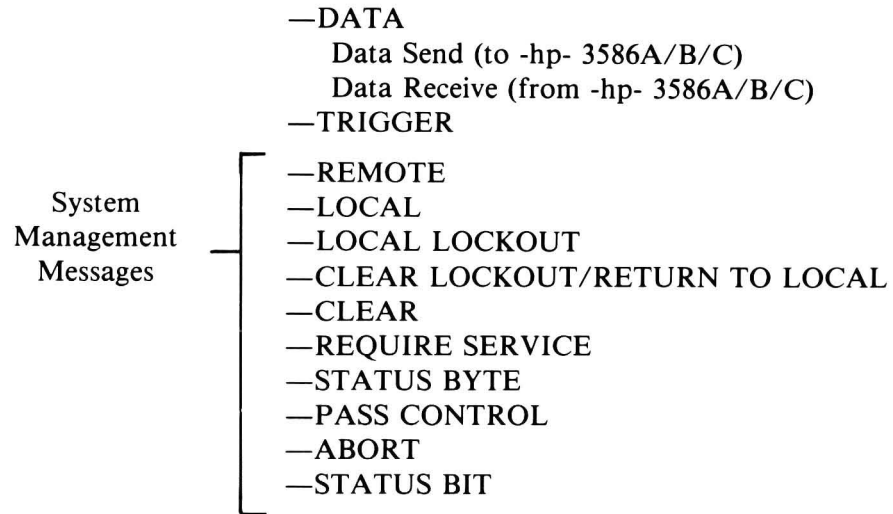 —DATA
Data Send (to -hp- 3586A/B/C)
Data Receive (from -hp- 3586A/B/C)
—TRIGGER
System
Management
Messages
—REMOTE
—LOCAL
—LOCAL LOCKOUT
—CLEAR LOCKOUT/RETURN TO LOCAL
—CLEAR
—REQUIRE SERVICE
—STATUS BYTE
—PASS CONTROL
—ABORT
—STATUS BIT